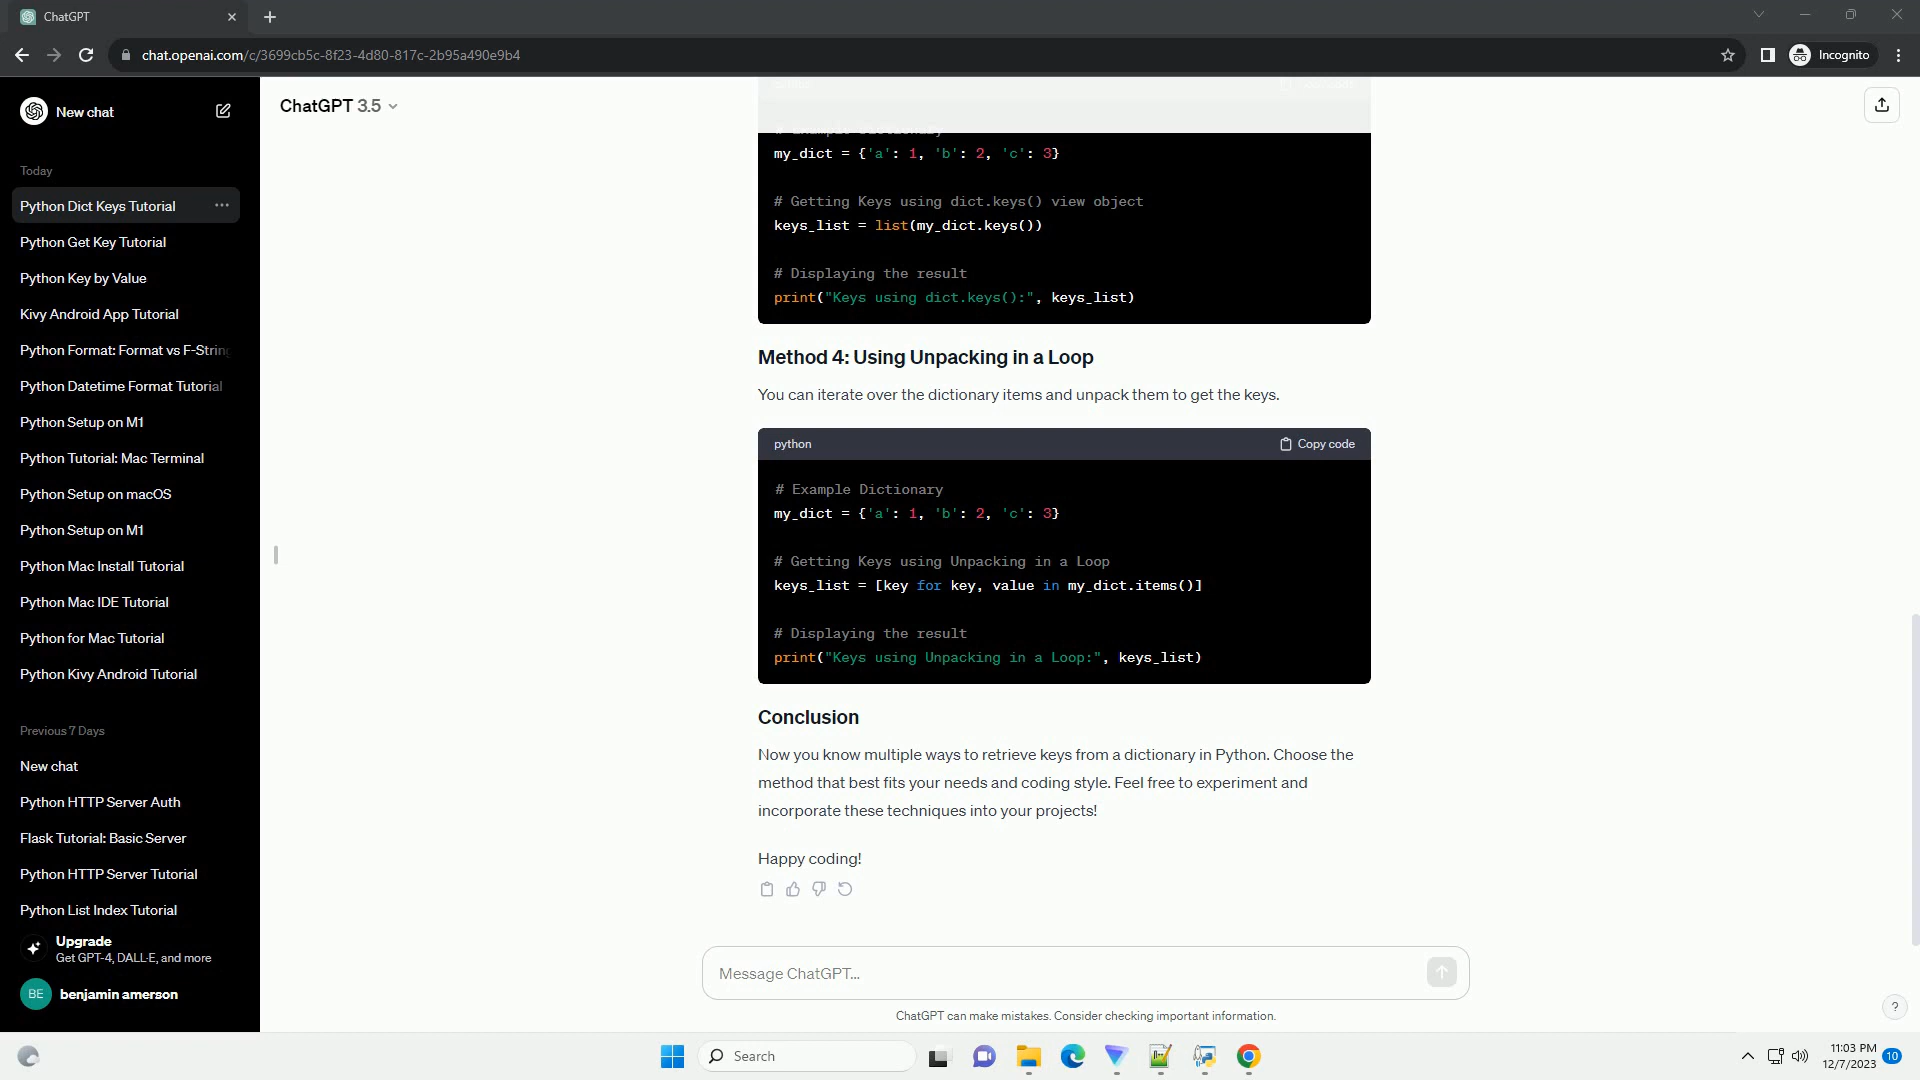 ChatGPT
chat.openai.com/c/3699cb5c-8f23-4d80-817c-2b95a490e9b4
Incognito
New chat
Today
Python Dict Keys Tutorial
Python Get Key Tutorial
Python Key by Value
Kivy Android App Tutorial
Python Format: Format vs F-String
Python Datetime Format Tutorial
Python Setup on M1
Python Tutorial: Mac Terminal
Python Setup on macOS
Python Setup on M1
Python Mac Install Tutorial
Python Mac IDE Tutorial
Python for Mac Tutorial
Python Kivy Android Tutorial
Previous 7 Days
New chat
Python HTTP Server Auth
Flask Tutorial: Basic Server
Python HTTP Server Tutorial
Python List Index Tutorial
Upgrade
Get GPT-4, DALL·E, and more
BE
benjamin amerson
ChatGPT 3.5
# Example Dictionary
my_dict = {'a': 1, 'b': 2, 'c': 3}
# Getting Keys using dict.keys() view object
keys_list = list(my_dict.keys())
# Displaying the result
print("Keys using dict.keys():", keys_list)
Method 4: Using Unpacking in a Loop
You can iterate over the dictionary items and unpack them to get the keys.
python
Copy code
# Example Dictionary
my_dict = {'a': 1, 'b': 2, 'c': 3}
# Getting Keys using Unpacking in a Loop
keys_list = [key for key, value in my_dict.items()]
# Displaying the result
print("Keys using Unpacking in a Loop:", keys_list)
Conclusion
Now you know multiple ways to retrieve keys from a dictionary in Python. Choose the
method that best fits your needs and coding style. Feel free to experiment and
incorporate these techniques into your projects!
Happy coding!
Message ChatGPT...
ChatGPT can make mistakes. Consider checking important information.
?
Search
11:03 PM
12/7/2023
10